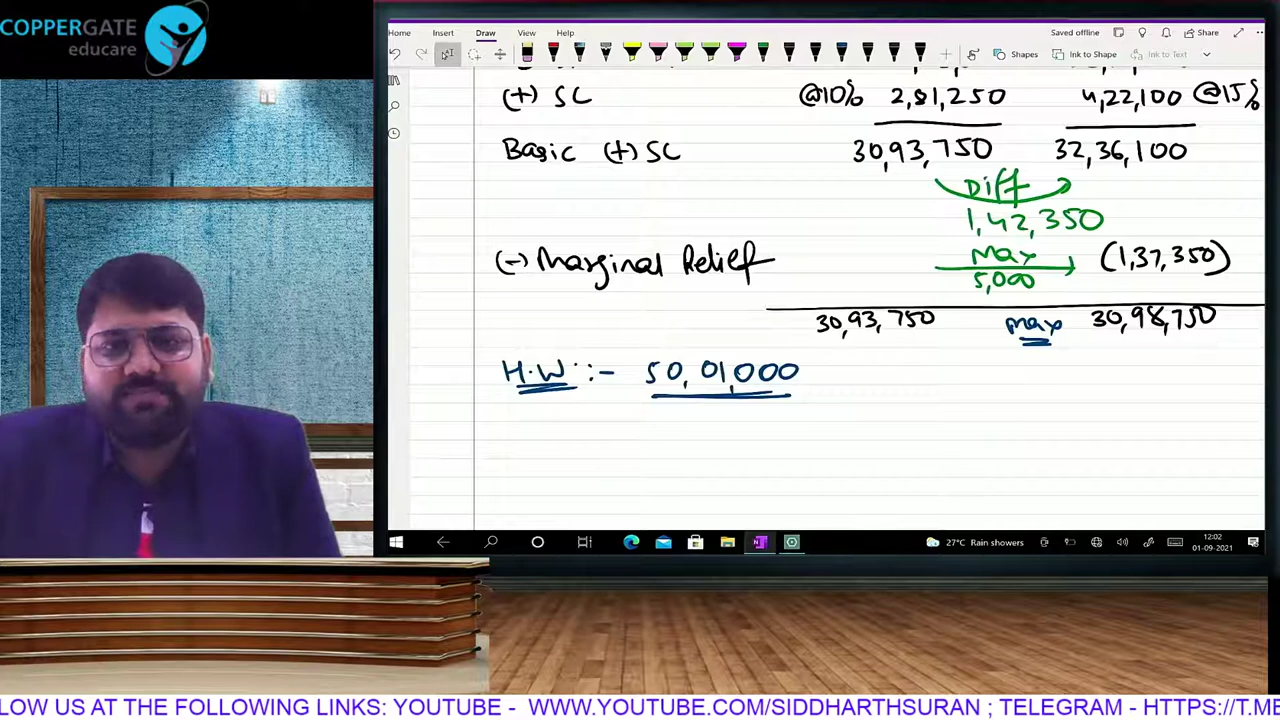 COPPERGATE
educare
Home Insert Draw View Help
Saved offline Share
Shapes Ink to Shape Ink to Text
(+) SC @10% 2,81,250 4,22,100 @15%
Basic (+) SC 30,93,750 32,36,100
Diff
1,42,350
(-) Marginal Relief Max (1,37,350)
5,000
30,93,750 max 30,98,750
H.W :- 50,01,000
27°C Rain showers
12:02
01-09-2021
LOW US AT THE FOLLOWING LINKS: YOUTUBE - WWW.YOUTUBE.COM/SIDDHARTHSURAN ; TELEGRAM - HTTPS://T.ME